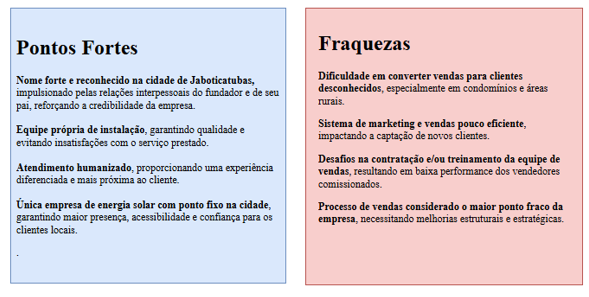 Pontos Fortes
Nome forte e reconhecido na cidade de Jaboticatubas,
impulsionado pelas relações interpessoais do fundador e de seu
pai, reforçando a credibilidade da empresa.
Equipe própria de instalação, garantindo qualidade e
evitando insatisfações com o serviço prestado.
Atendimento humanizado, proporcionando uma experiência
diferenciada e mais próxima ao cliente.
Única empresa de energia solar com ponto fixo na cidade,
garantindo maior presença, acessibilidade e confiança para os
clientes locais.
.
Fraquezas
Dificuldade em converter vendas para clientes
desconhecidos, especialmente em condomínios e áreas
rurais.
Sistema de marketing e vendas pouco eficiente,
impactando a captação de novos clientes.
Desafios na contratação e/ou treinamento da equipe de
vendas, resultando em baixa performance dos vendedores
comissionados.
Processo de vendas considerado o maior ponto fraco da
empresa, necessitando melhorias estruturais e estratégicas.